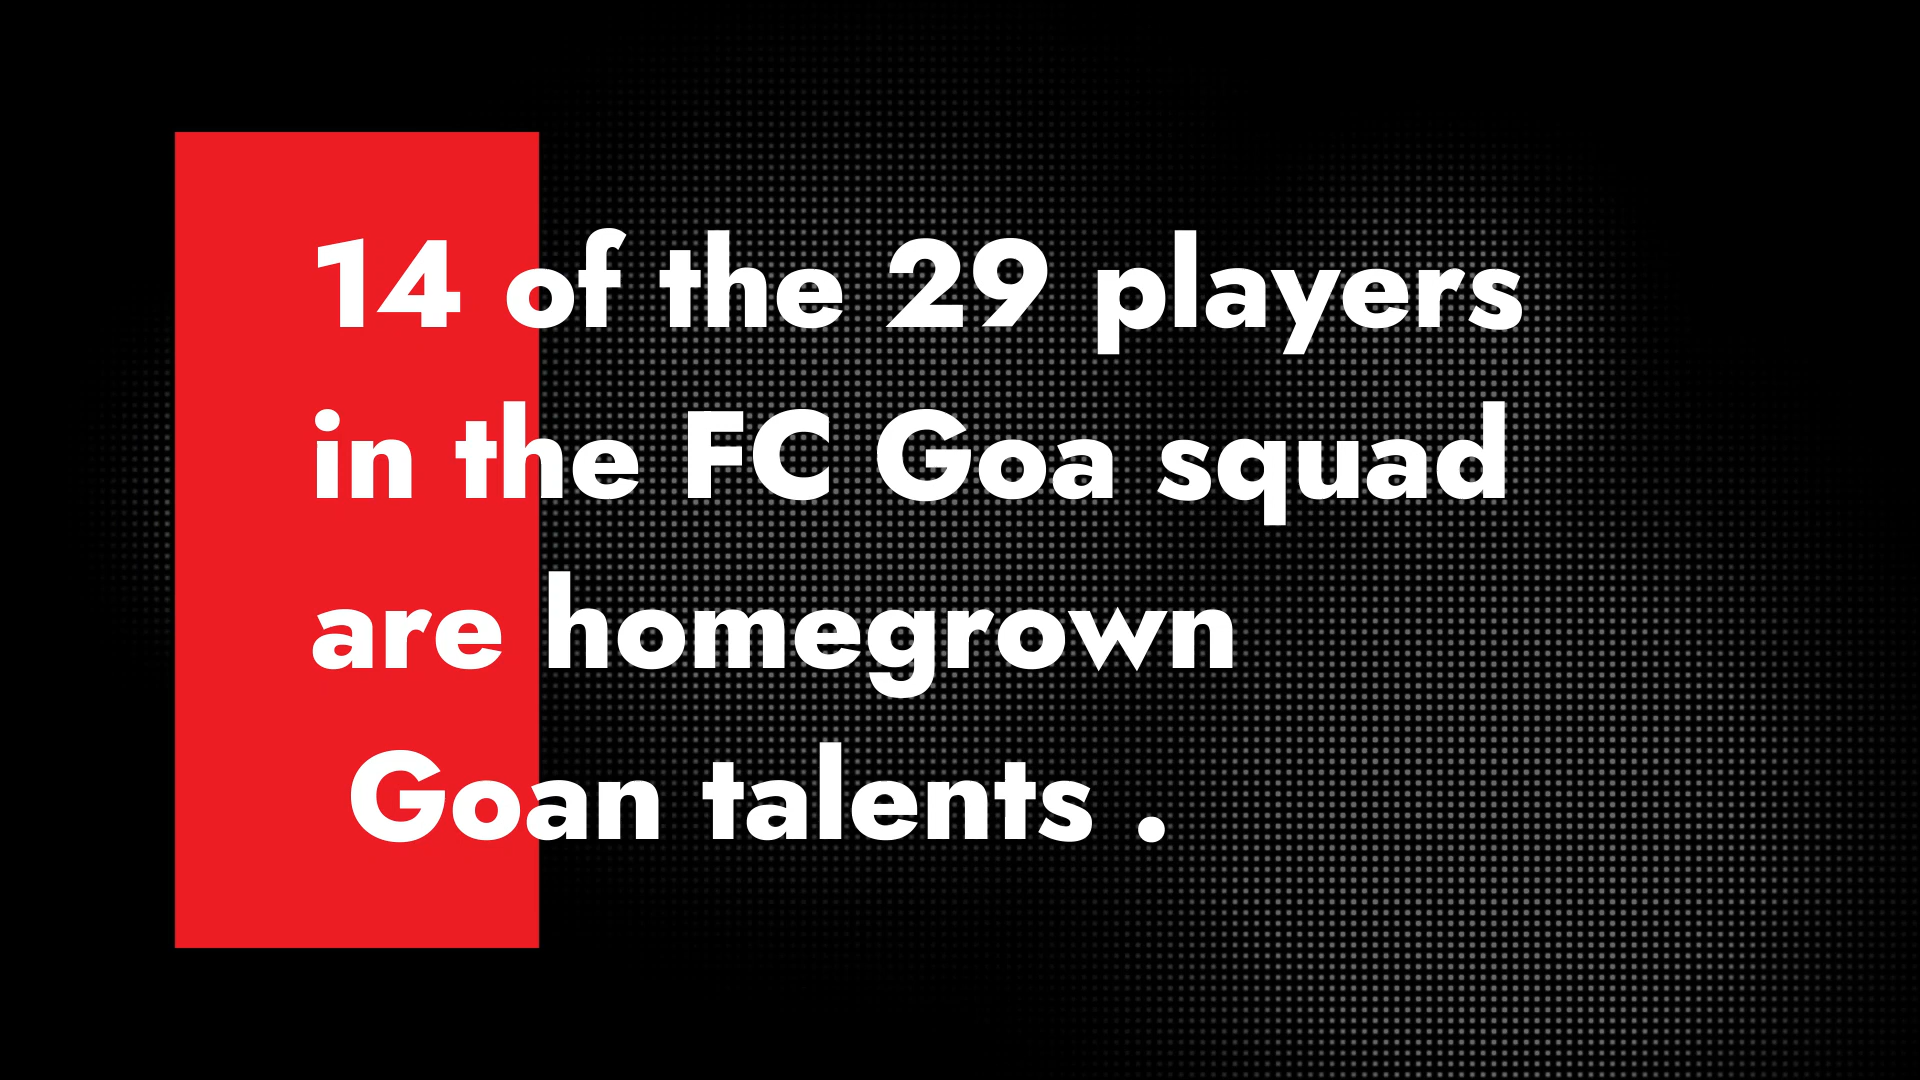 14 of the 29 players
in the FC Goa squad
are homegrown
Goan talents .